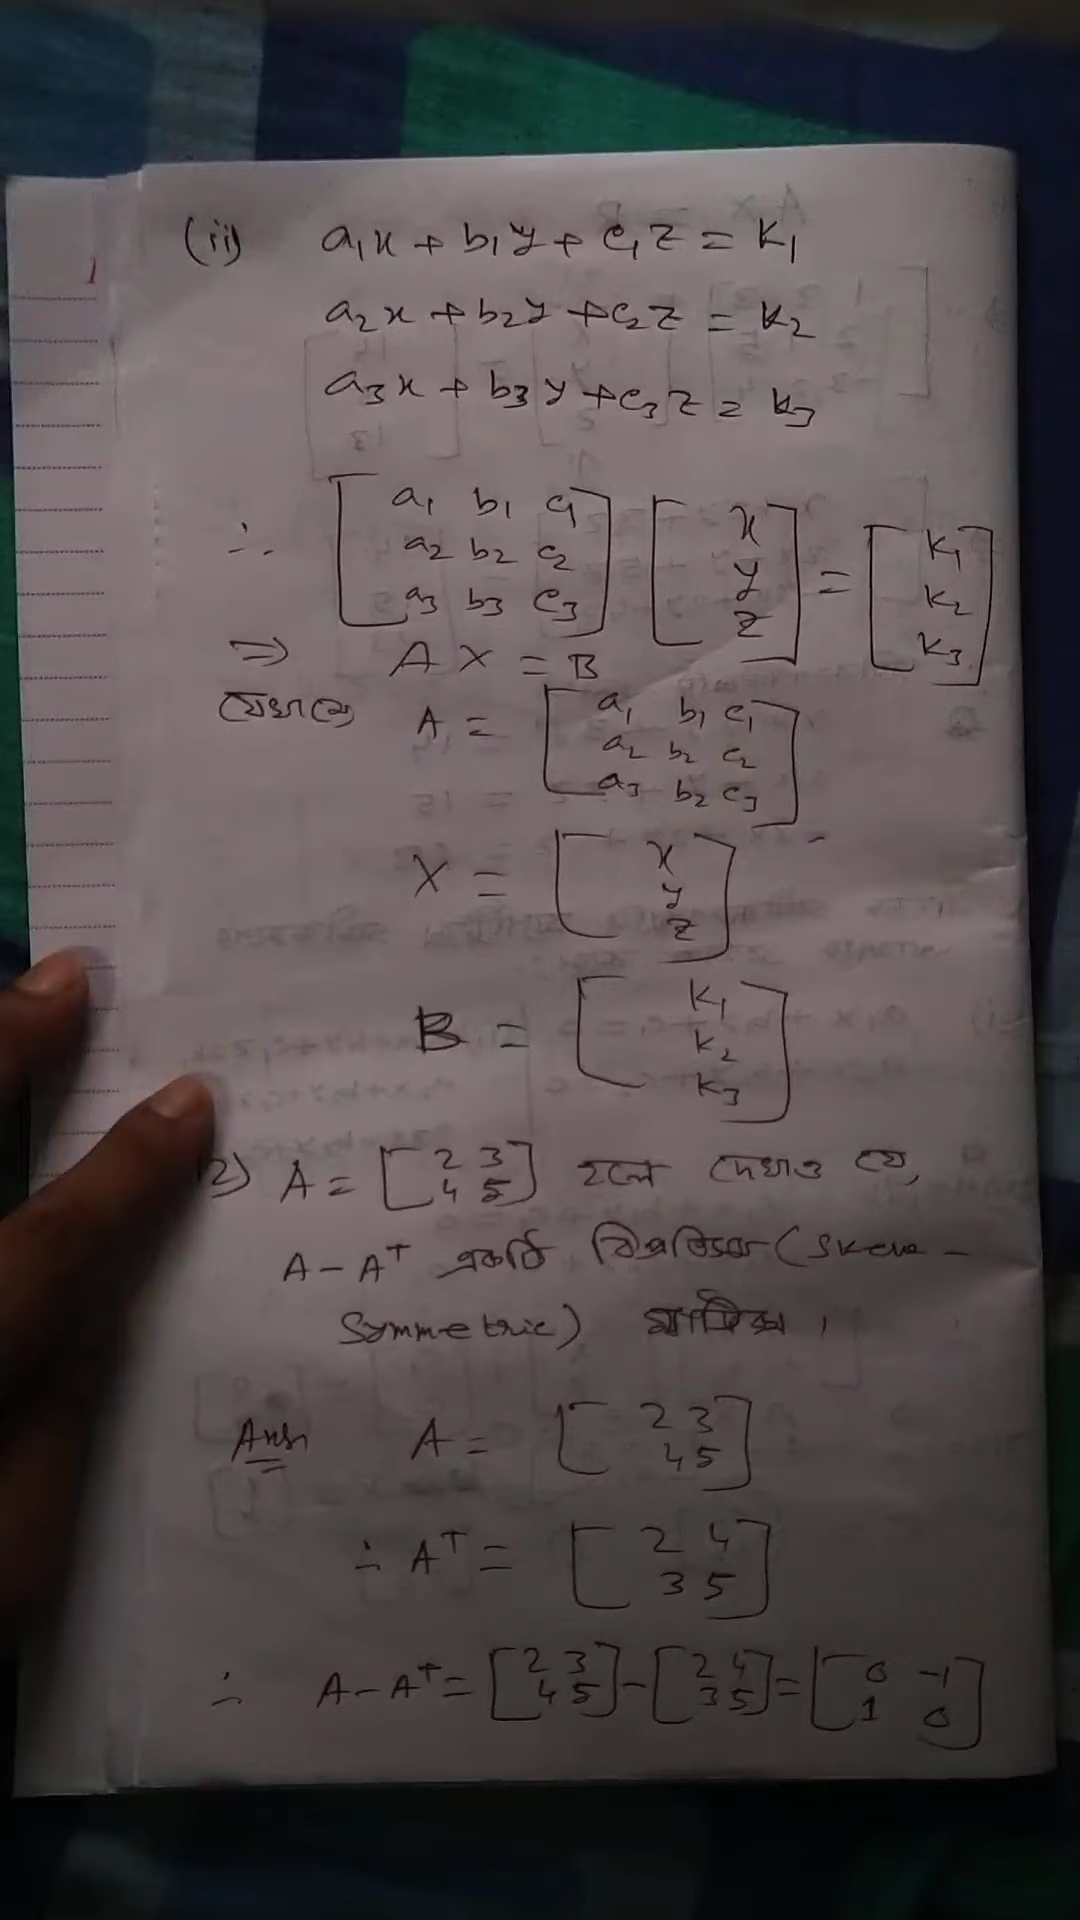 (ii) a₁x + b₁y + c₁z = k₁
a₂x + b₂y + c₂z = k₂
a₃x + b₃y + c₃z = k₃
∴ [a₁ b₁ c₁
a₂ b₂ c₂
a₃ b₃ c₃] [x
y
z] = [k₁
k₂
k₃]
⇒ A X = B
যেখানে A = [a₁ b₁ c₁
a₂ b₂ c₂
a₃ b₂ c₃]
X = [x
y
z]
B = [k₁
k₂
k₃]
2) A = [2 3
4 5] হলে দেখাও যে,
A - Aᵀ একটি বিপ্রতিসম (Skew -
Symmetric) ম্যাট্রিক্স।
Ans A = [2 3
4 5]
∴ Aᵀ = [2 4
3 5]
∴ A - Aᵀ = [2 3
4 5] - [2 4
3 5] = [0 -1
1 0]